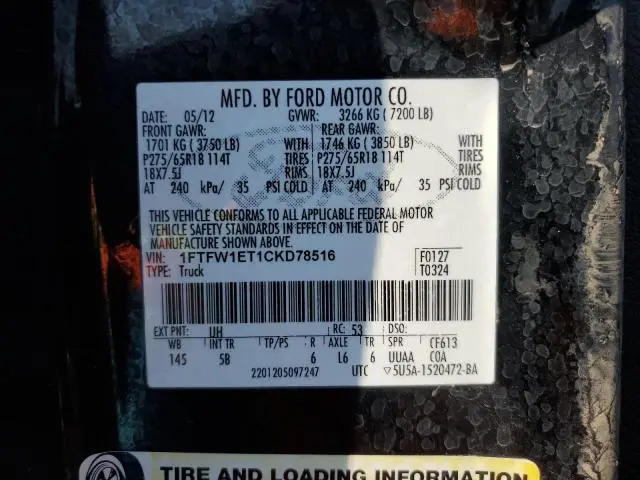 MFD. BY FORD MOTOR CO.
DATE: 05/12 GVWR: 3266 KG ( 7200 LB)
FRONT GAWR: REAR GAWR:
1701 KG ( 3750 LB) WITH 1746 KG ( 3850 LB) WITH
P275/65R18 114T TIRES P275/65R18 114T TIRES
18X7.5J RIMS 18X7.5J RIMS
AT 240 kPa/ 35 PSI COLD AT 240 kPa/ 35 PSI COLD
THIS VEHICLE CONFORMS TO ALL APPLICABLE FEDERAL MOTOR
VEHICLE SAFETY STANDARDS IN EFFECT ON THE DATE OF
MANUFACTURE SHOWN ABOVE.
VIN: 1FTFW1ET1CKD78516 F0127
TYPE: Truck T0324
EXT PNT: UH RC: 53 DSO:
WB INT TR TP/PS R AXLE TR SPR CF613
145 5B 6 L6 6 UUAA COA
2201205097247 UTC ▽5U5A-1520472-BA
TIRE AND LOADING INFORMATION